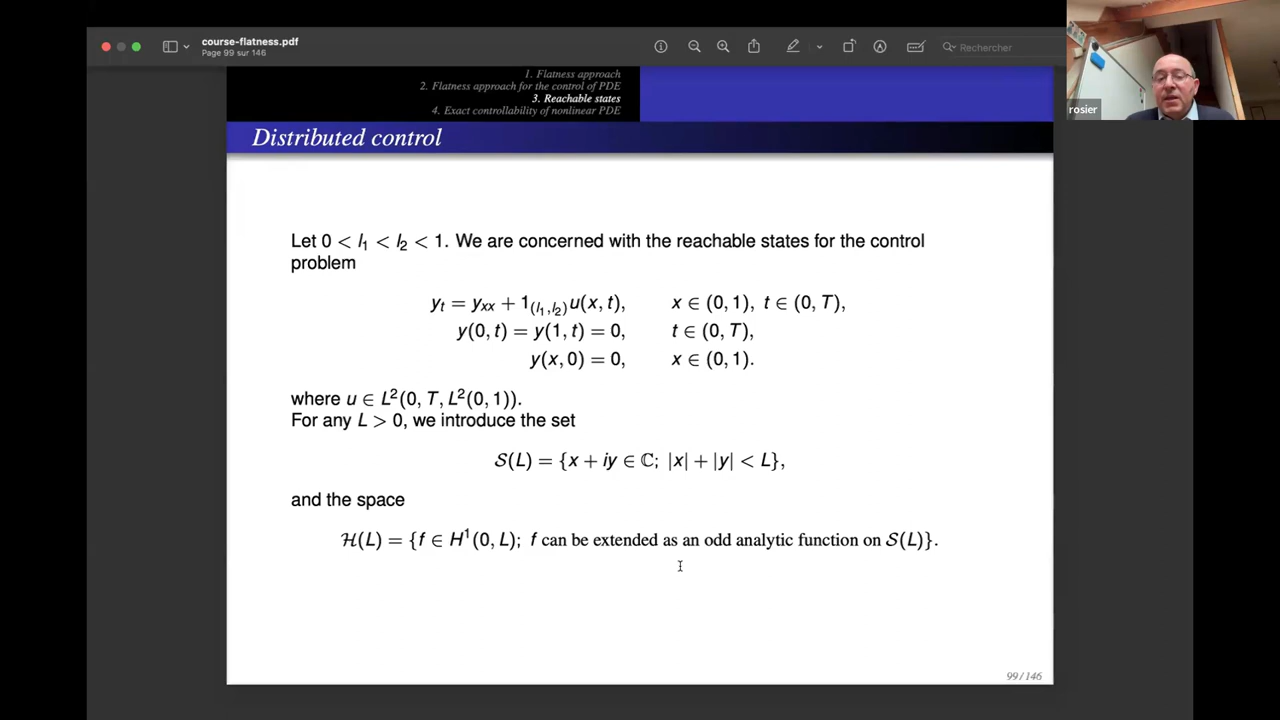 course-flatness.pdf
Page 99 sur 146
Rechercher
rosier
1. Flatness approach
2. Flatness approach for the control of PDE
3. Reachable states
4. Exact controllability of nonlinear PDE
Distributed control
Let 0 < l₁ < l₂ < 1. We are concerned with the reachable states for the control
problem
yₜ = yₓₓ + 1_{(l₁,l₂)}u(x, t), x ∈ (0, 1), t ∈ (0, T),
y(0, t) = y(1, t) = 0, t ∈ (0, T),
y(x, 0) = 0, x ∈ (0, 1).
where u ∈ L²(0, T, L²(0, 1)).
For any L > 0, we introduce the set
𝒮(L) = {x + iy ∈ ℂ; |x| + |y| < L},
and the space
ℋ(L) = {f ∈ H¹(0, L); f can be extended as an odd analytic function on 𝒮(L)}.
99 / 146